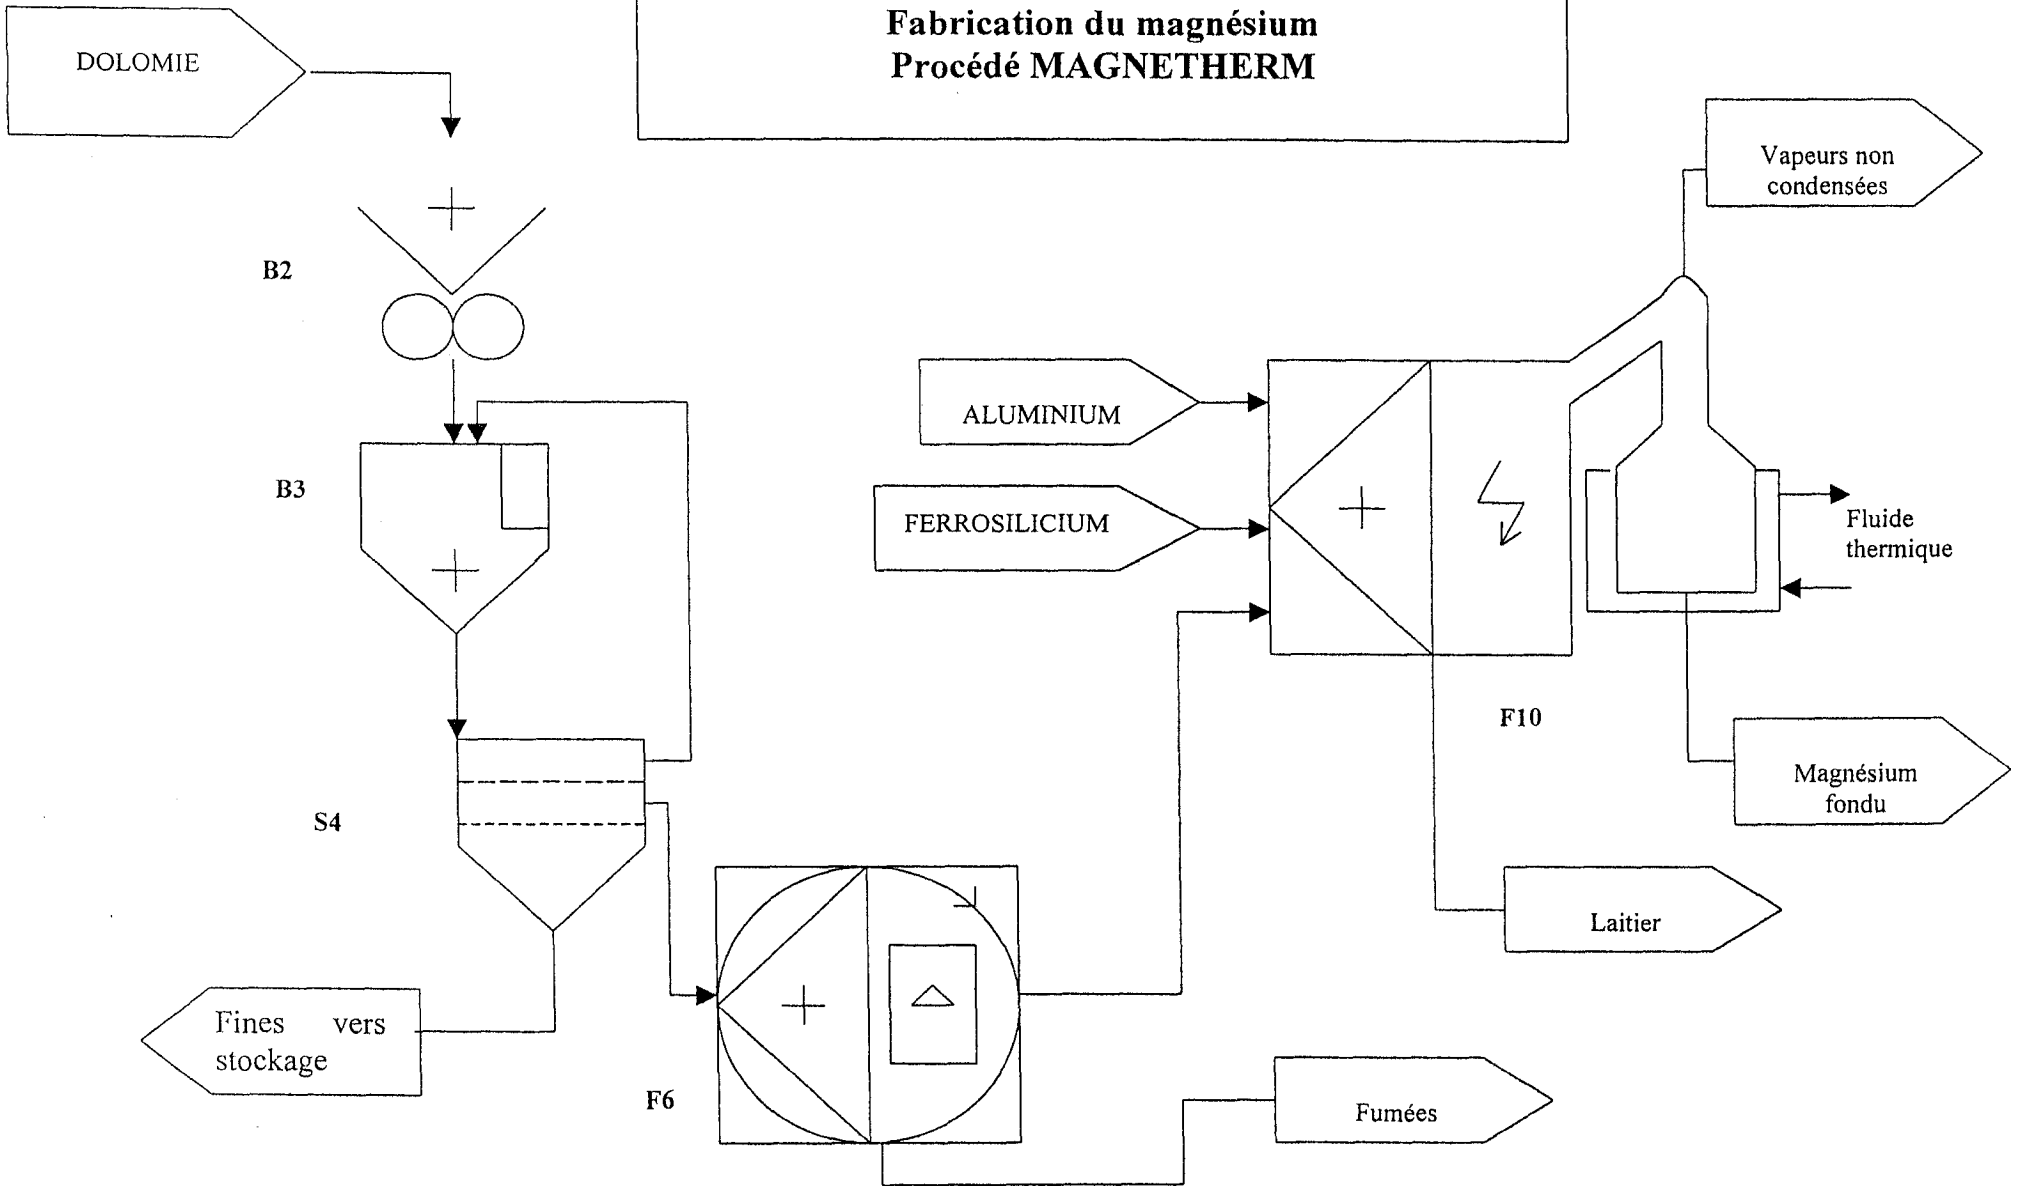 Fabrication du magnésium
Procédé MAGNETHERM
DOLOMIE
Vapeurs non
condensées
B2
ALUMINIUM
B3
FERROSILICIUM
Fluide
thermique
F10
Magnésium
fondu
S4
Laitier
Fines vers
stockage
F6
Fumées